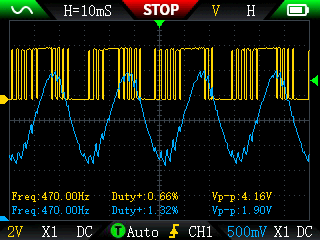 H=10mS STOP V H
Freq:470.00Hz Duty+:0.66% Vp-p:4.16V
Freq:470.00Hz Duty+:1.32% Vp-p:1.90V
2V X1 DC T Auto CH1 500mV X1 DC